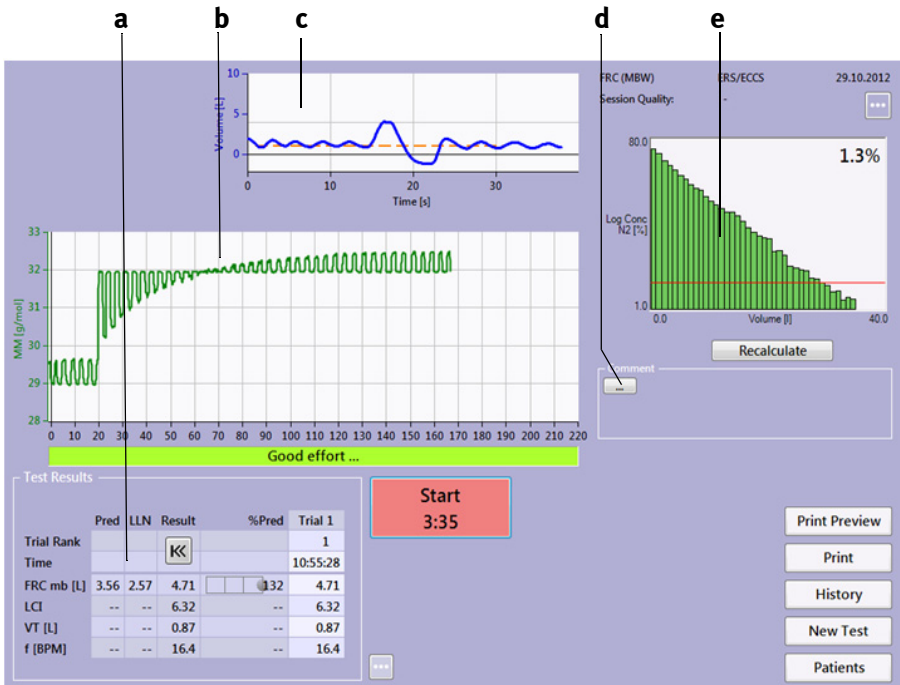 a b c d e
FRC (MBW) ERS/ECCS 29.10.2012
Session Quality: -
...
10
5
0
Volume [L]
0 10 20 30
Time [s]
80.0
1.3%
Log Conc
N2 [%]
1.0
0.0 Volume [l] 40.0
Recalculate
Comment
...
33
32
31
30
29
28
MM [g/mol]
0 10 20 30 40 50 60 70 80 90 100 110 120 130 140 150 160 170 180 190 200 210 220
Good effort ...
Test Results
Pred LLN Result %Pred Trial 1
Trial Rank 1
Time 10:55:28
FRC mb [L] 3.56 2.57 4.71 132 4.71
LCI -- -- 6.32 -- 6.32
VT [L] -- -- 0.87 -- 0.87
f [BPM] -- -- 16.4 -- 16.4
...
Start
3:35
Print Preview
Print
History
New Test
Patients